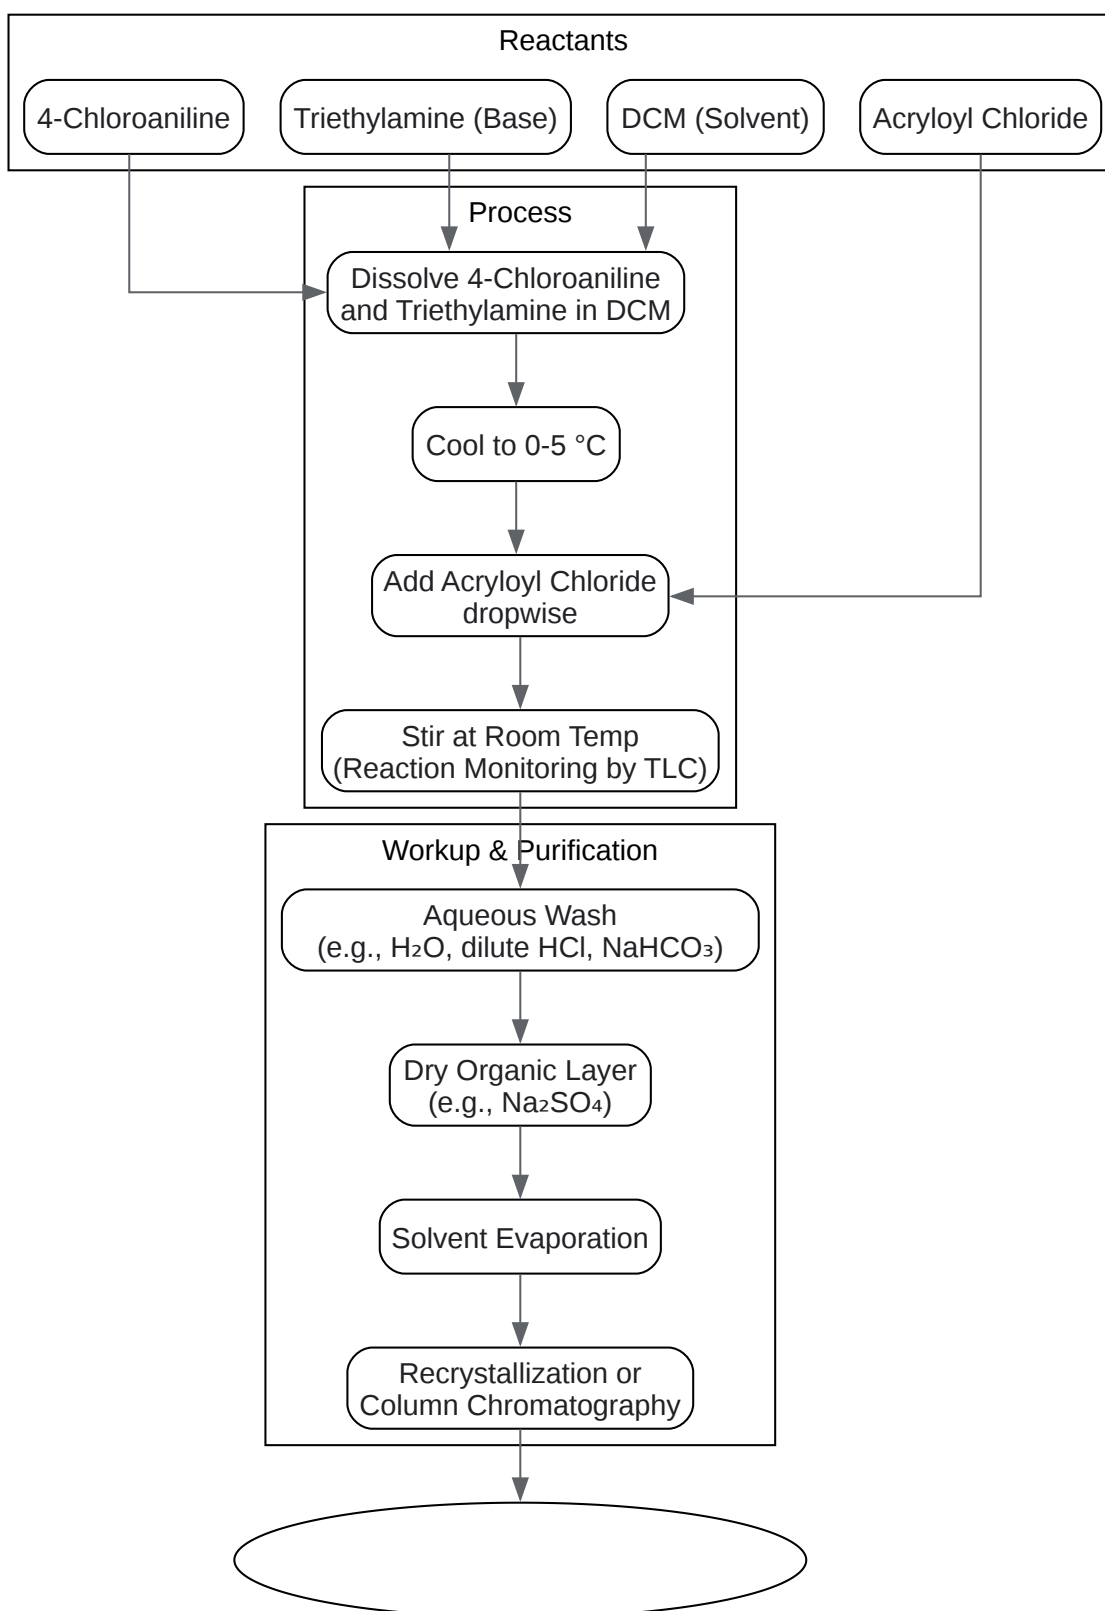 Reactants
4-Chloroaniline
Triethylamine (Base)
DCM (Solvent)
Acryloyl Chloride
Process
Dissolve 4-Chloroaniline
and Triethylamine in DCM
Cool to 0-5 °C
Add Acryloyl Chloride
dropwise
Stir at Room Temp
(Reaction Monitoring by TLC)
Workup & Purification
Aqueous Wash
(e.g., H₂O, dilute HCl, NaHCO₃)
Dry Organic Layer
(e.g., Na₂SO₄)
Solvent Evaporation
Recrystallization or
Column Chromatography